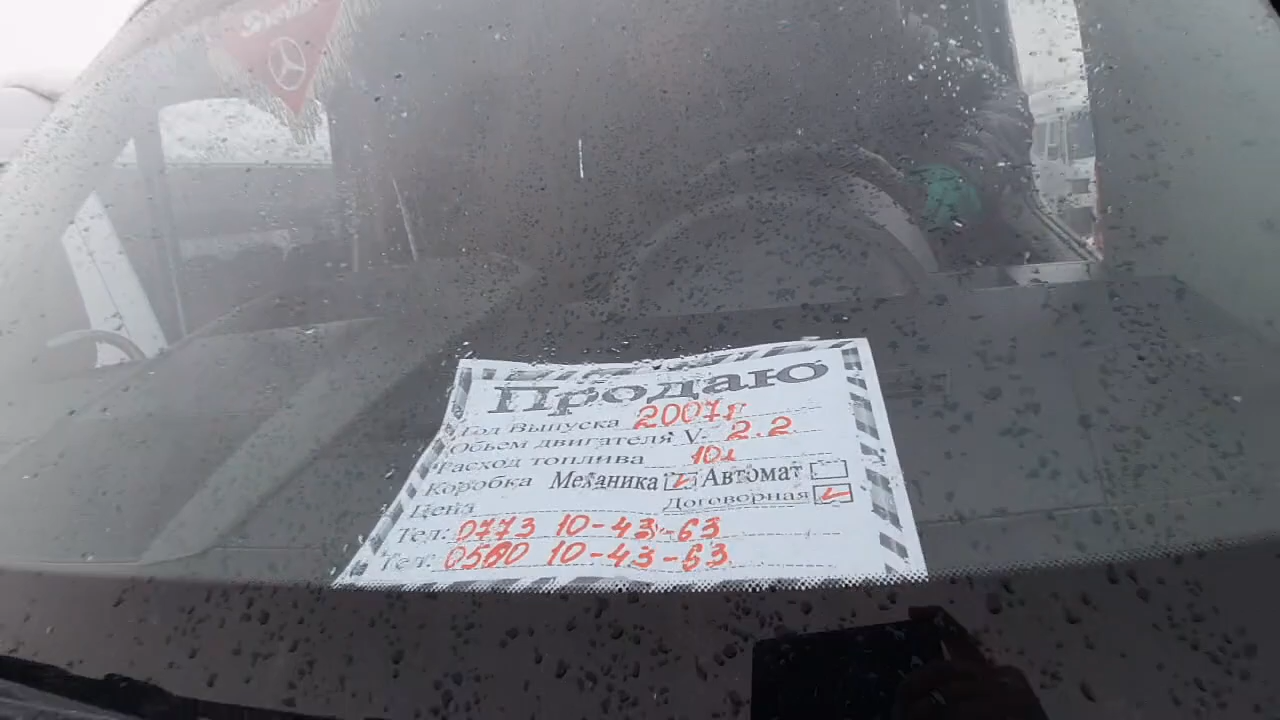 Продаю
Год Выпуска 2007г
Объем двигателя V- 2.2
Расход топлива 10л
Коробка Механика Автомат
Цена Договорная
Тел: 0773 10-43-63
Тел: 0500 10-43-63